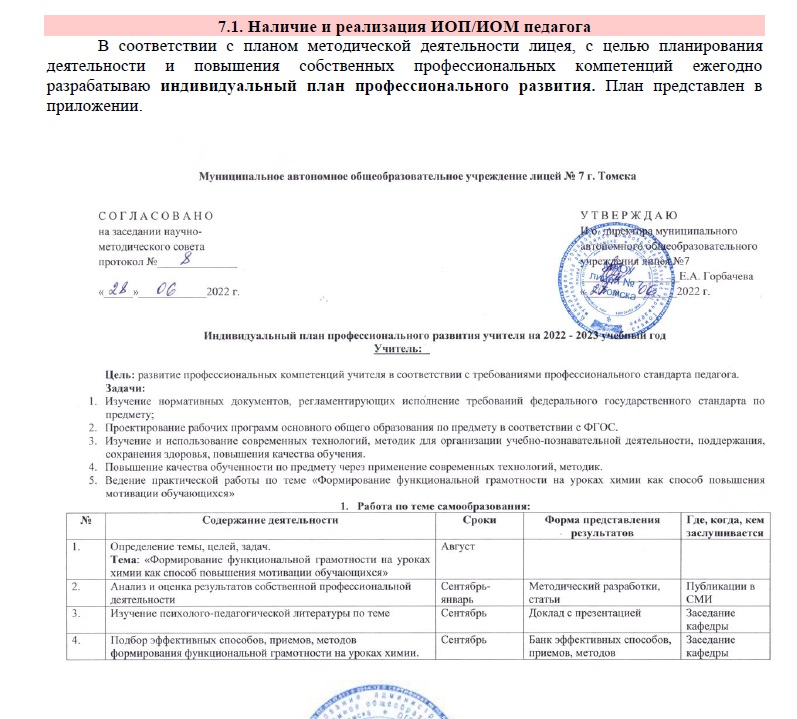 7.1. Наличие и реализация ИОП/ИОМ педагога
В соответствии с планом методической деятельности лицея, с целью планирования
деятельности и повышения собственных профессиональных компетенций ежегодно
разрабатываю индивидуальный план профессионального развития. План представлен в
приложении.
Муниципальное автономное общеобразовательное учреждение лицей № 7 г. Томска
СОГЛАСОВАНО
на заседании научно-
методического совета
протокол № 8
« 28 » 06 2022 г.
УТВЕРЖДАЮ
И.о. директора муниципального
автономного общеобразовательного
учреждения лицея №7
Е.А. Горбачева
06 2022 г.
Индивидуальный план профессионального развития учителя на 2022 - 2023 учебный год
Учитель:
Цель: развитие профессиональных компетенций учителя в соответствии с требованиями профессионального стандарта педагога.
Задачи:
1. Изучение нормативных документов, регламентирующих исполнение требований федерального государственного стандарта по
предмету;
2. Проектирование рабочих программ основного общего образования по предмету в соответствии с ФГОС.
3. Изучение и использование современных технологий, методик для организации учебно-познавательной деятельности, поддержания,
сохранения здоровья, повышения качества обучения.
4. Повышение качества обученности по предмету через применение современных технологий, методик.
5. Ведение практической работы по теме «Формирование функциональной грамотности на уроках химии как способ повышения
мотивации обучающихся»
1. Работа по теме самообразования:
№ Содержание деятельности Сроки Форма представления результатов Где, когда, кем заслушивается
1. Определение темы, целей, задач. Август
Тема: «Формирование функциональной грамотности на уроках
химии как способ повышения мотивации обучающихся»
2. Анализ и оценка результатов собственной профессиональной деятельности Сентябрь-январь Методический разработки, статьи Публикации в СМИ
3. Изучение психолого-педагогической литературы по теме Сентябрь Доклад с презентацией Заседание кафедры
4. Подбор эффективных способов, приемов, методов формирования функциональной грамотности на уроках химии. Сентябрь Банк эффективных способов, приемов, методов Заседание кафедры